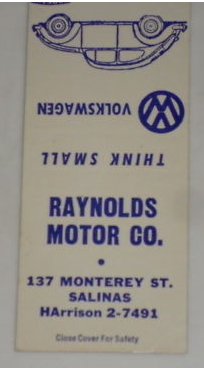 VOLKSWAGEN
THINK SMALL
RAYNOLDS
MOTOR CO.
137 MONTEREY ST.
SALINAS
HArrison 2-7491
Close Cover For Safety